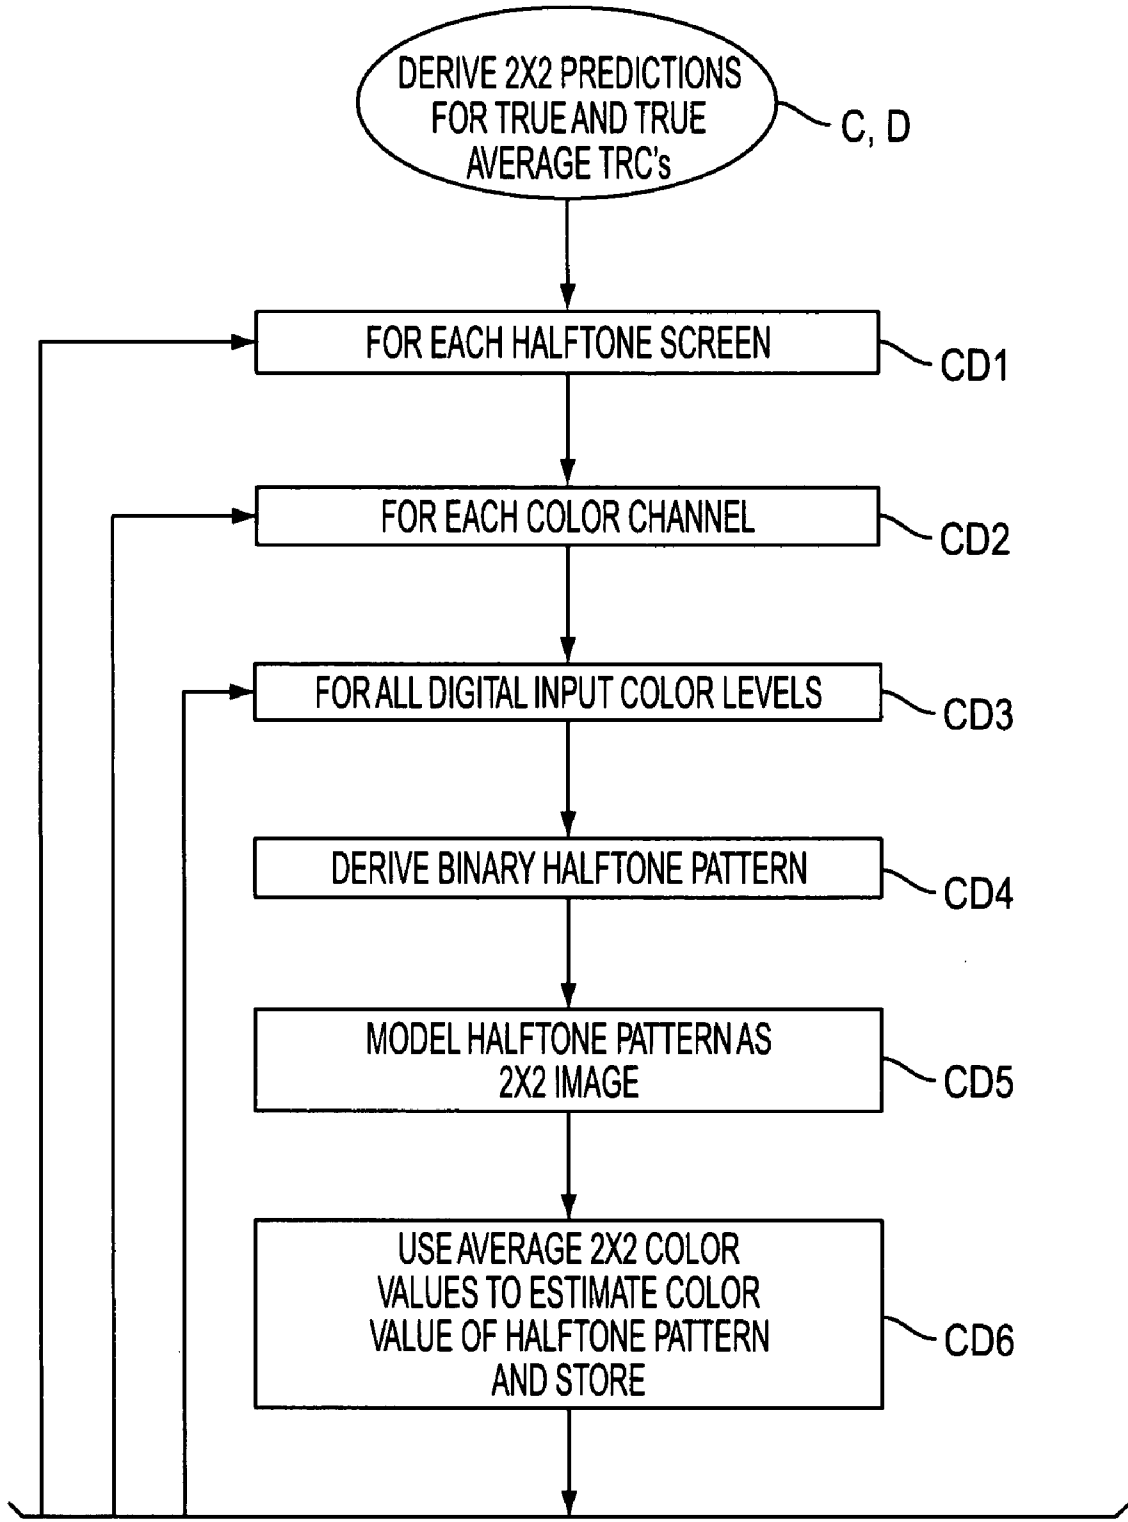 DERIVE 2X2 PREDICTIONS
FOR TRUE AND TRUE
AVERAGE TRC's
C, D
FOR EACH HALFTONE SCREEN
CD1
FOR EACH COLOR CHANNEL
CD2
FOR ALL DIGITAL INPUT COLOR LEVELS
CD3
DERIVE BINARY HALFTONE PATTERN
CD4
MODEL HALFTONE PATTERN AS
2X2 IMAGE
CD5
USE AVERAGE 2X2 COLOR
VALUES TO ESTIMATE COLOR
VALUE OF HALFTONE PATTERN
AND STORE
CD6